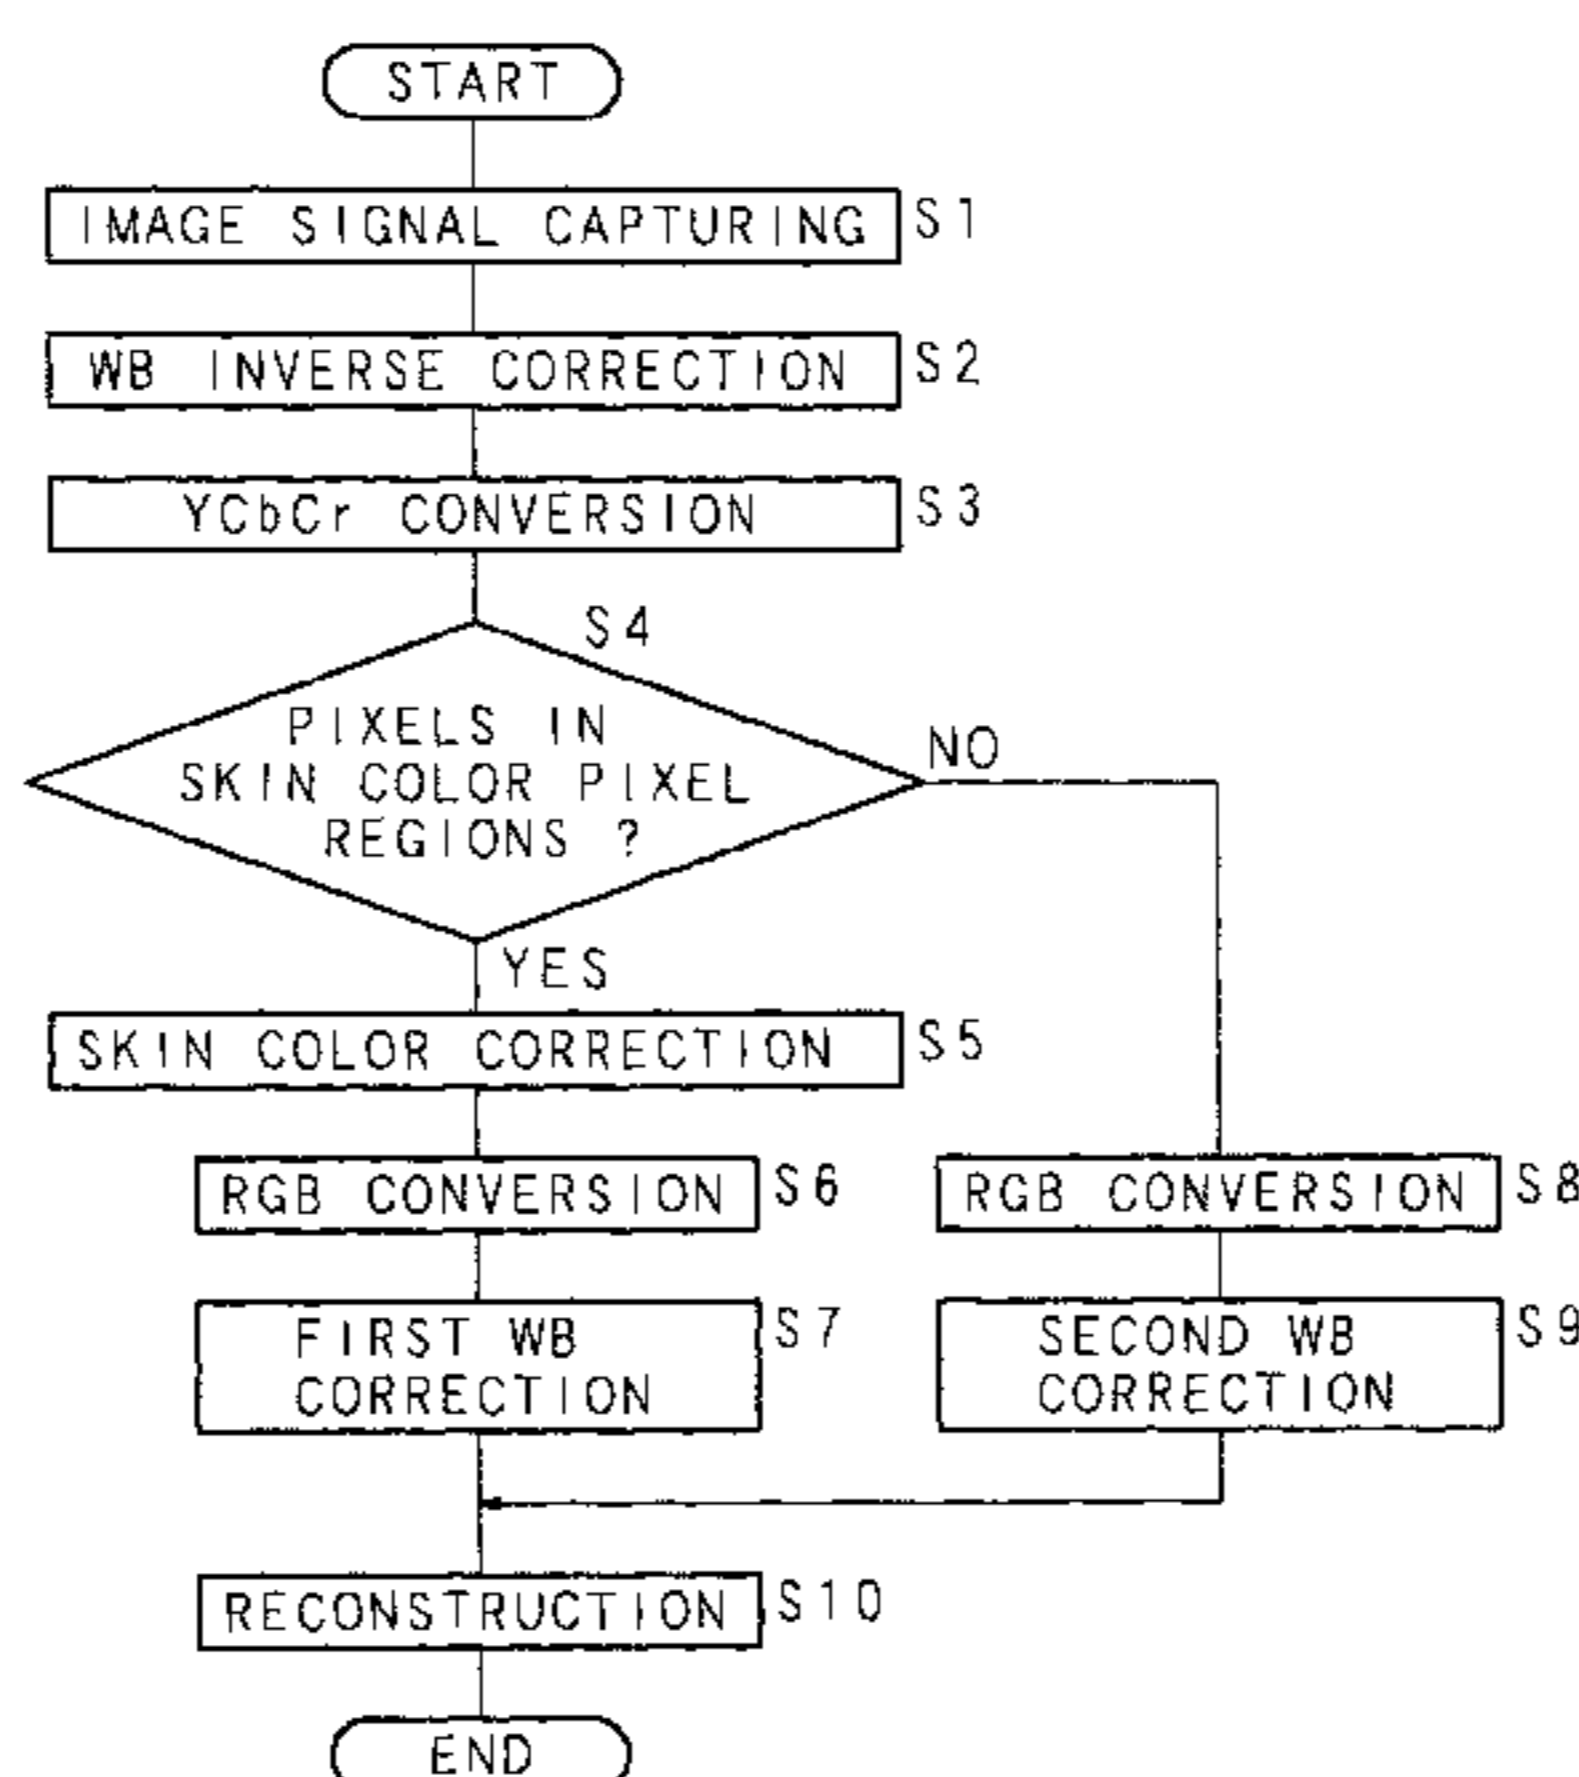 START
IMAGE SIGNAL CAPTURING S1
WB INVERSE CORRECTION S2
YCbCr CONVERSION S3
S4
PIXELS IN
SKIN COLOR PIXEL
REGIONS ?
NO
YES
SKIN COLOR CORRECTION S5
RGB CONVERSION S6
FIRST WB S7
CORRECTION
RGB CONVERSION S8
SECOND WB S9
CORRECTION
RECONSTRUCTION S10
END